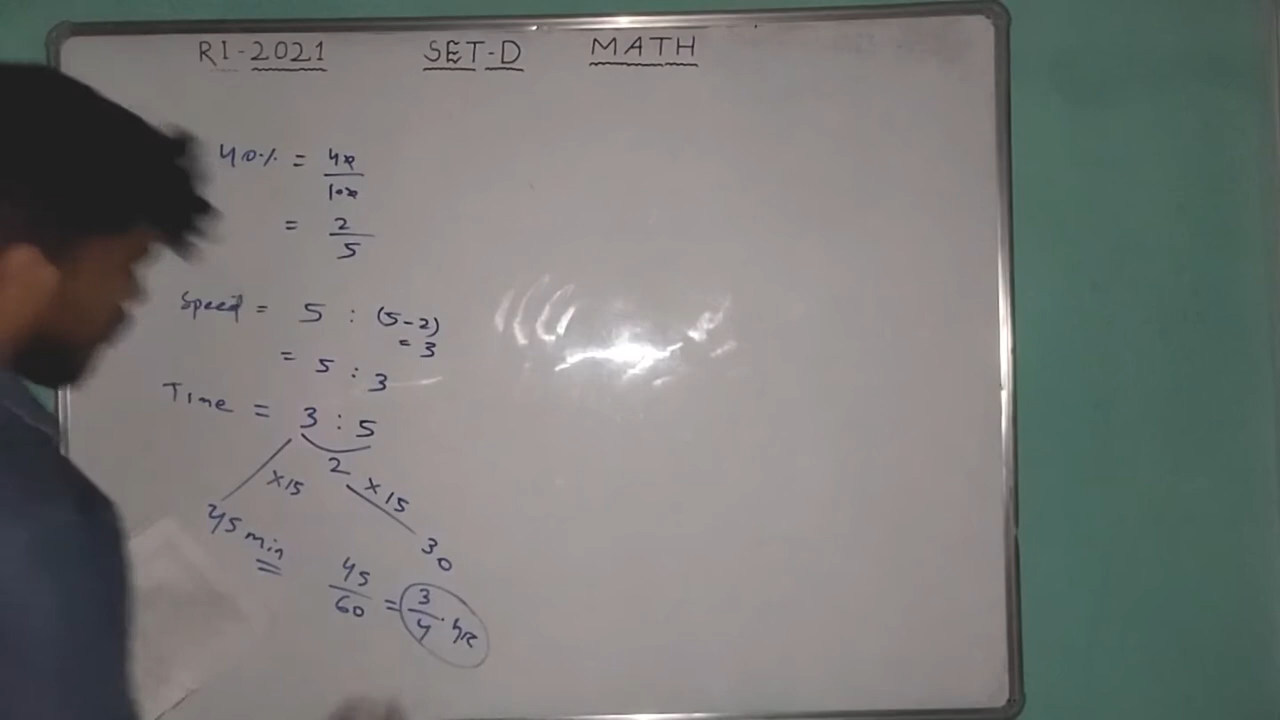 RI-2021 SET-D MATH
40% = 40/100
= 2/5
Speed = 5 : (5-2)
= 3
= 5 : 3
Time = 3 : 5
2
×15 ×15
45 min 30
45/60 = 3/4 hr